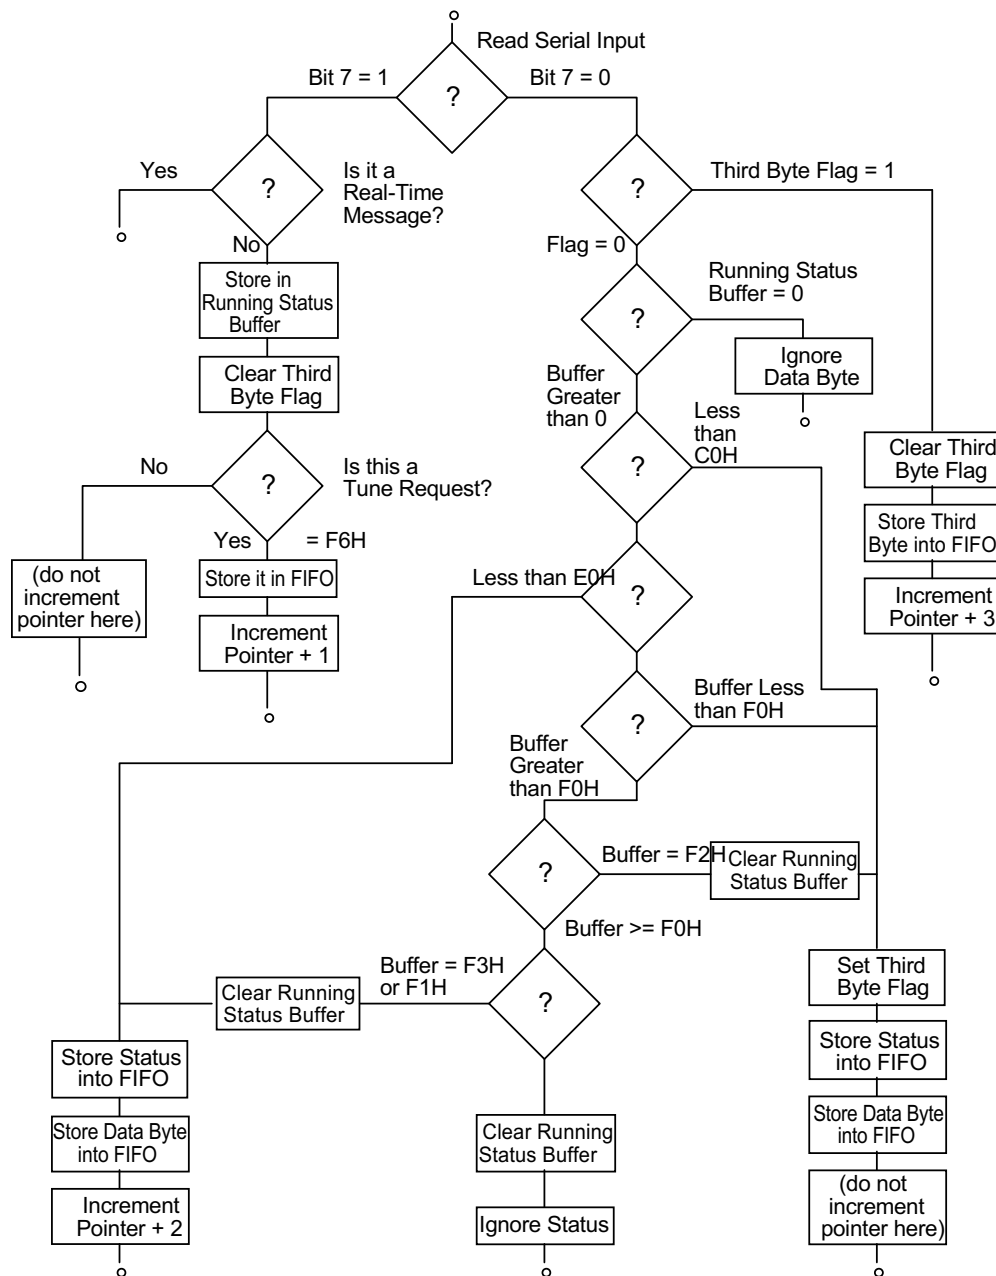 Read Serial Input
Bit 7 = 1
?
Bit 7 = 0
Yes
?
Is it a
Real-Time
Message?
No
?
Third Byte Flag = 1
Flag = 0
Store in
Running Status
Buffer
?
Running Status
Buffer = 0
Ignore
Data Byte
Clear Third
Byte Flag
Buffer
Greater
than 0
Less
than
C0H
?
Clear Third
Byte Flag
No
?
Is this a
Tune Request?
Yes
= F6H
Store Third
Byte into FIFO
(do not
increment
pointer here)
Store it in FIFO
Less than E0H
?
Increment
Pointer + 3
Increment
Pointer + 1
?
Buffer Less
than F0H
Buffer
Greater
than F0H
?
Buffer = F2H
Clear Running
Status Buffer
Buffer >= F0H
Buffer = F3H
or F1H
Clear Running
Status Buffer
?
Set Third
Byte Flag
Store Status
into FIFO
Store Status
into FIFO
Store Data Byte
into FIFO
Clear Running
Status Buffer
Store Data Byte
into FIFO
Increment
Pointer + 2
Ignore Status
(do not
increment
pointer here)